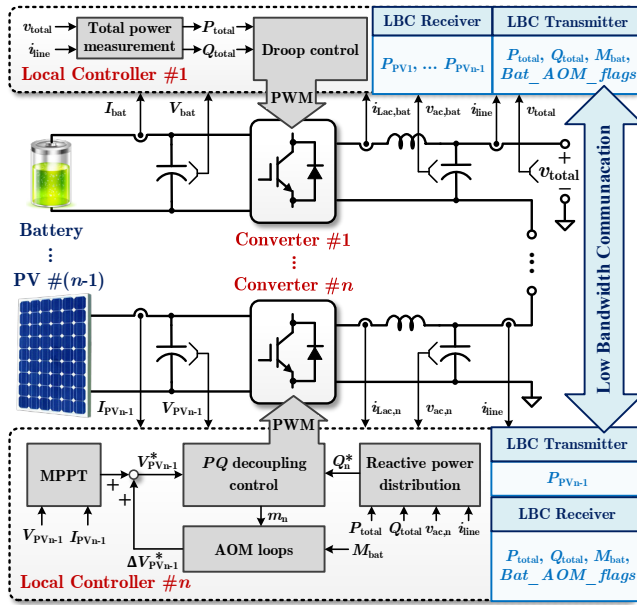 v_total
i_line
Total power
measurement
P_total
Q_total
Droop control
Local Controller #1
PWM
LBC Receiver
P_PV1, ... P_PVn-1
LBC Transmitter
P_total, Q_total, M_bat,
Bat_AOM_flags
I_bat
V_bat
i_Lac,bat
v_ac,bat
i_line
v_total
+
v_total
−
Battery
⋮
PV #(n-1)
Converter #1
⋮
Converter #n
Low Bandwidth Communacation
I_PVn-1
V_PVn-1
i_Lac,n
v_ac,n
i_line
PWM
MPPT
V_PVn-1
I_PVn-1
+
+
V*_PVn-1
PQ decoupling
control
Q*_n
Reactive power
distribution
P_total
Q_total
v_ac,n
i_line
m_n
AOM loops
M_bat
ΔV*_PVn-1
Local Controller #n
LBC Transmitter
P_PVn-1
LBC Receiver
P_total, Q_total, M_bat,
Bat_AOM_flags